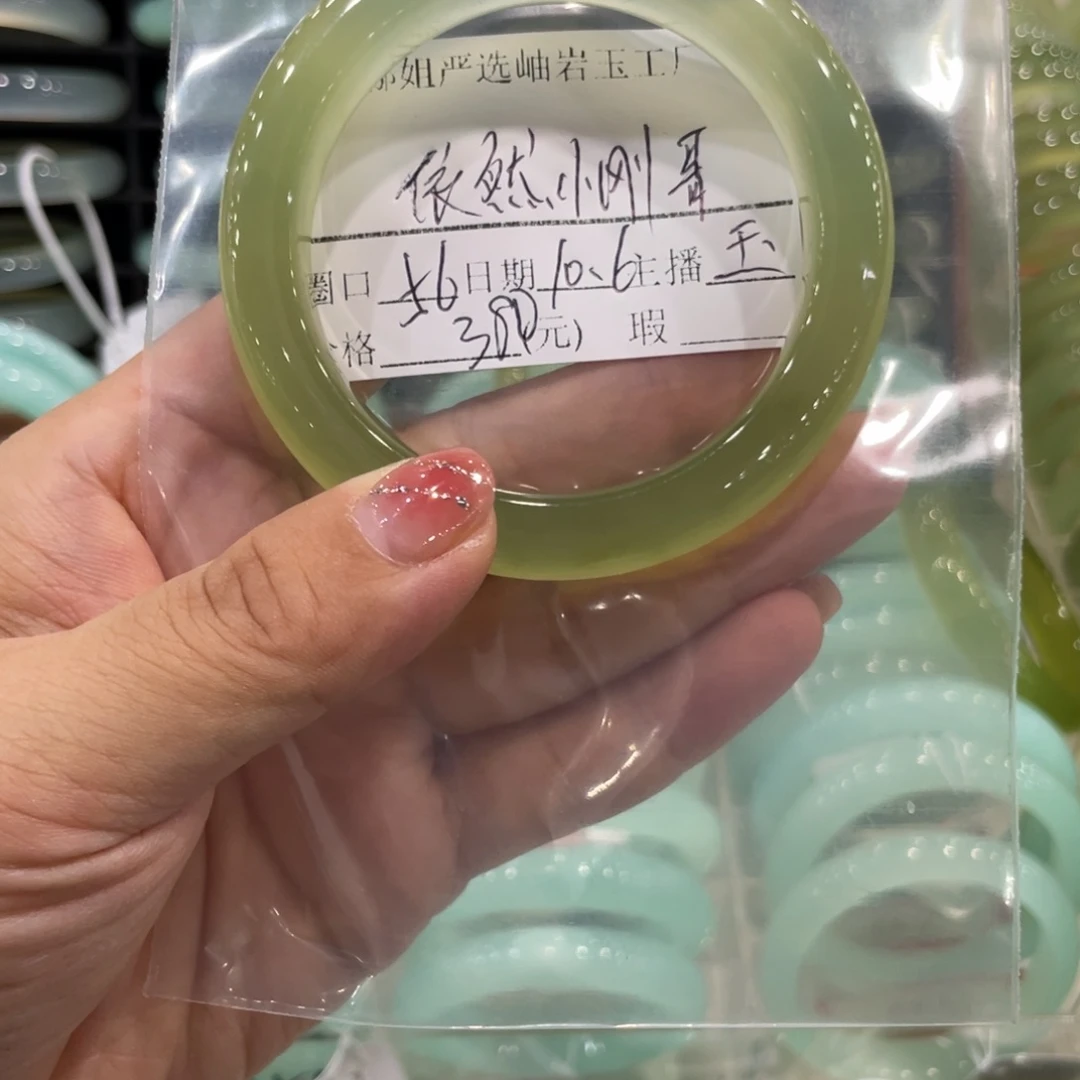 姐严选岫岩玉工厂
依然小刚哥
圈口 56 日期 10、6 主播 玉
格 (元) 瑕